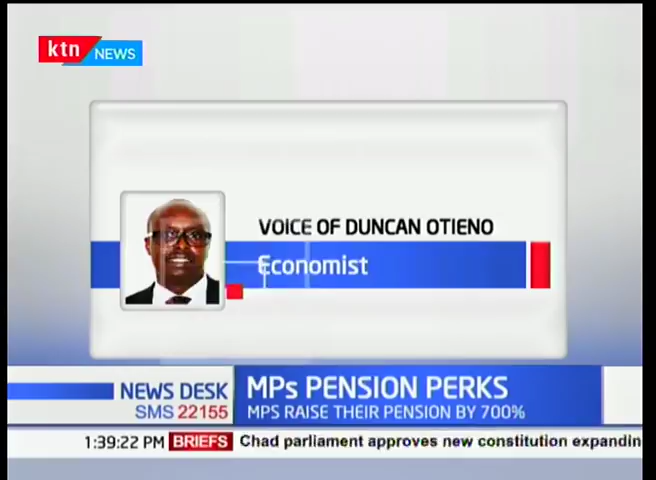 ktn NEWS
VOICE OF DUNCAN OTIENO
Economist
NEWS DESK
SMS 22155
MPs PENSION PERKS
MPS RAISE THEIR PENSION BY 700%
1:39:22 PM BRIEFS Chad parliament approves new constitution expandin